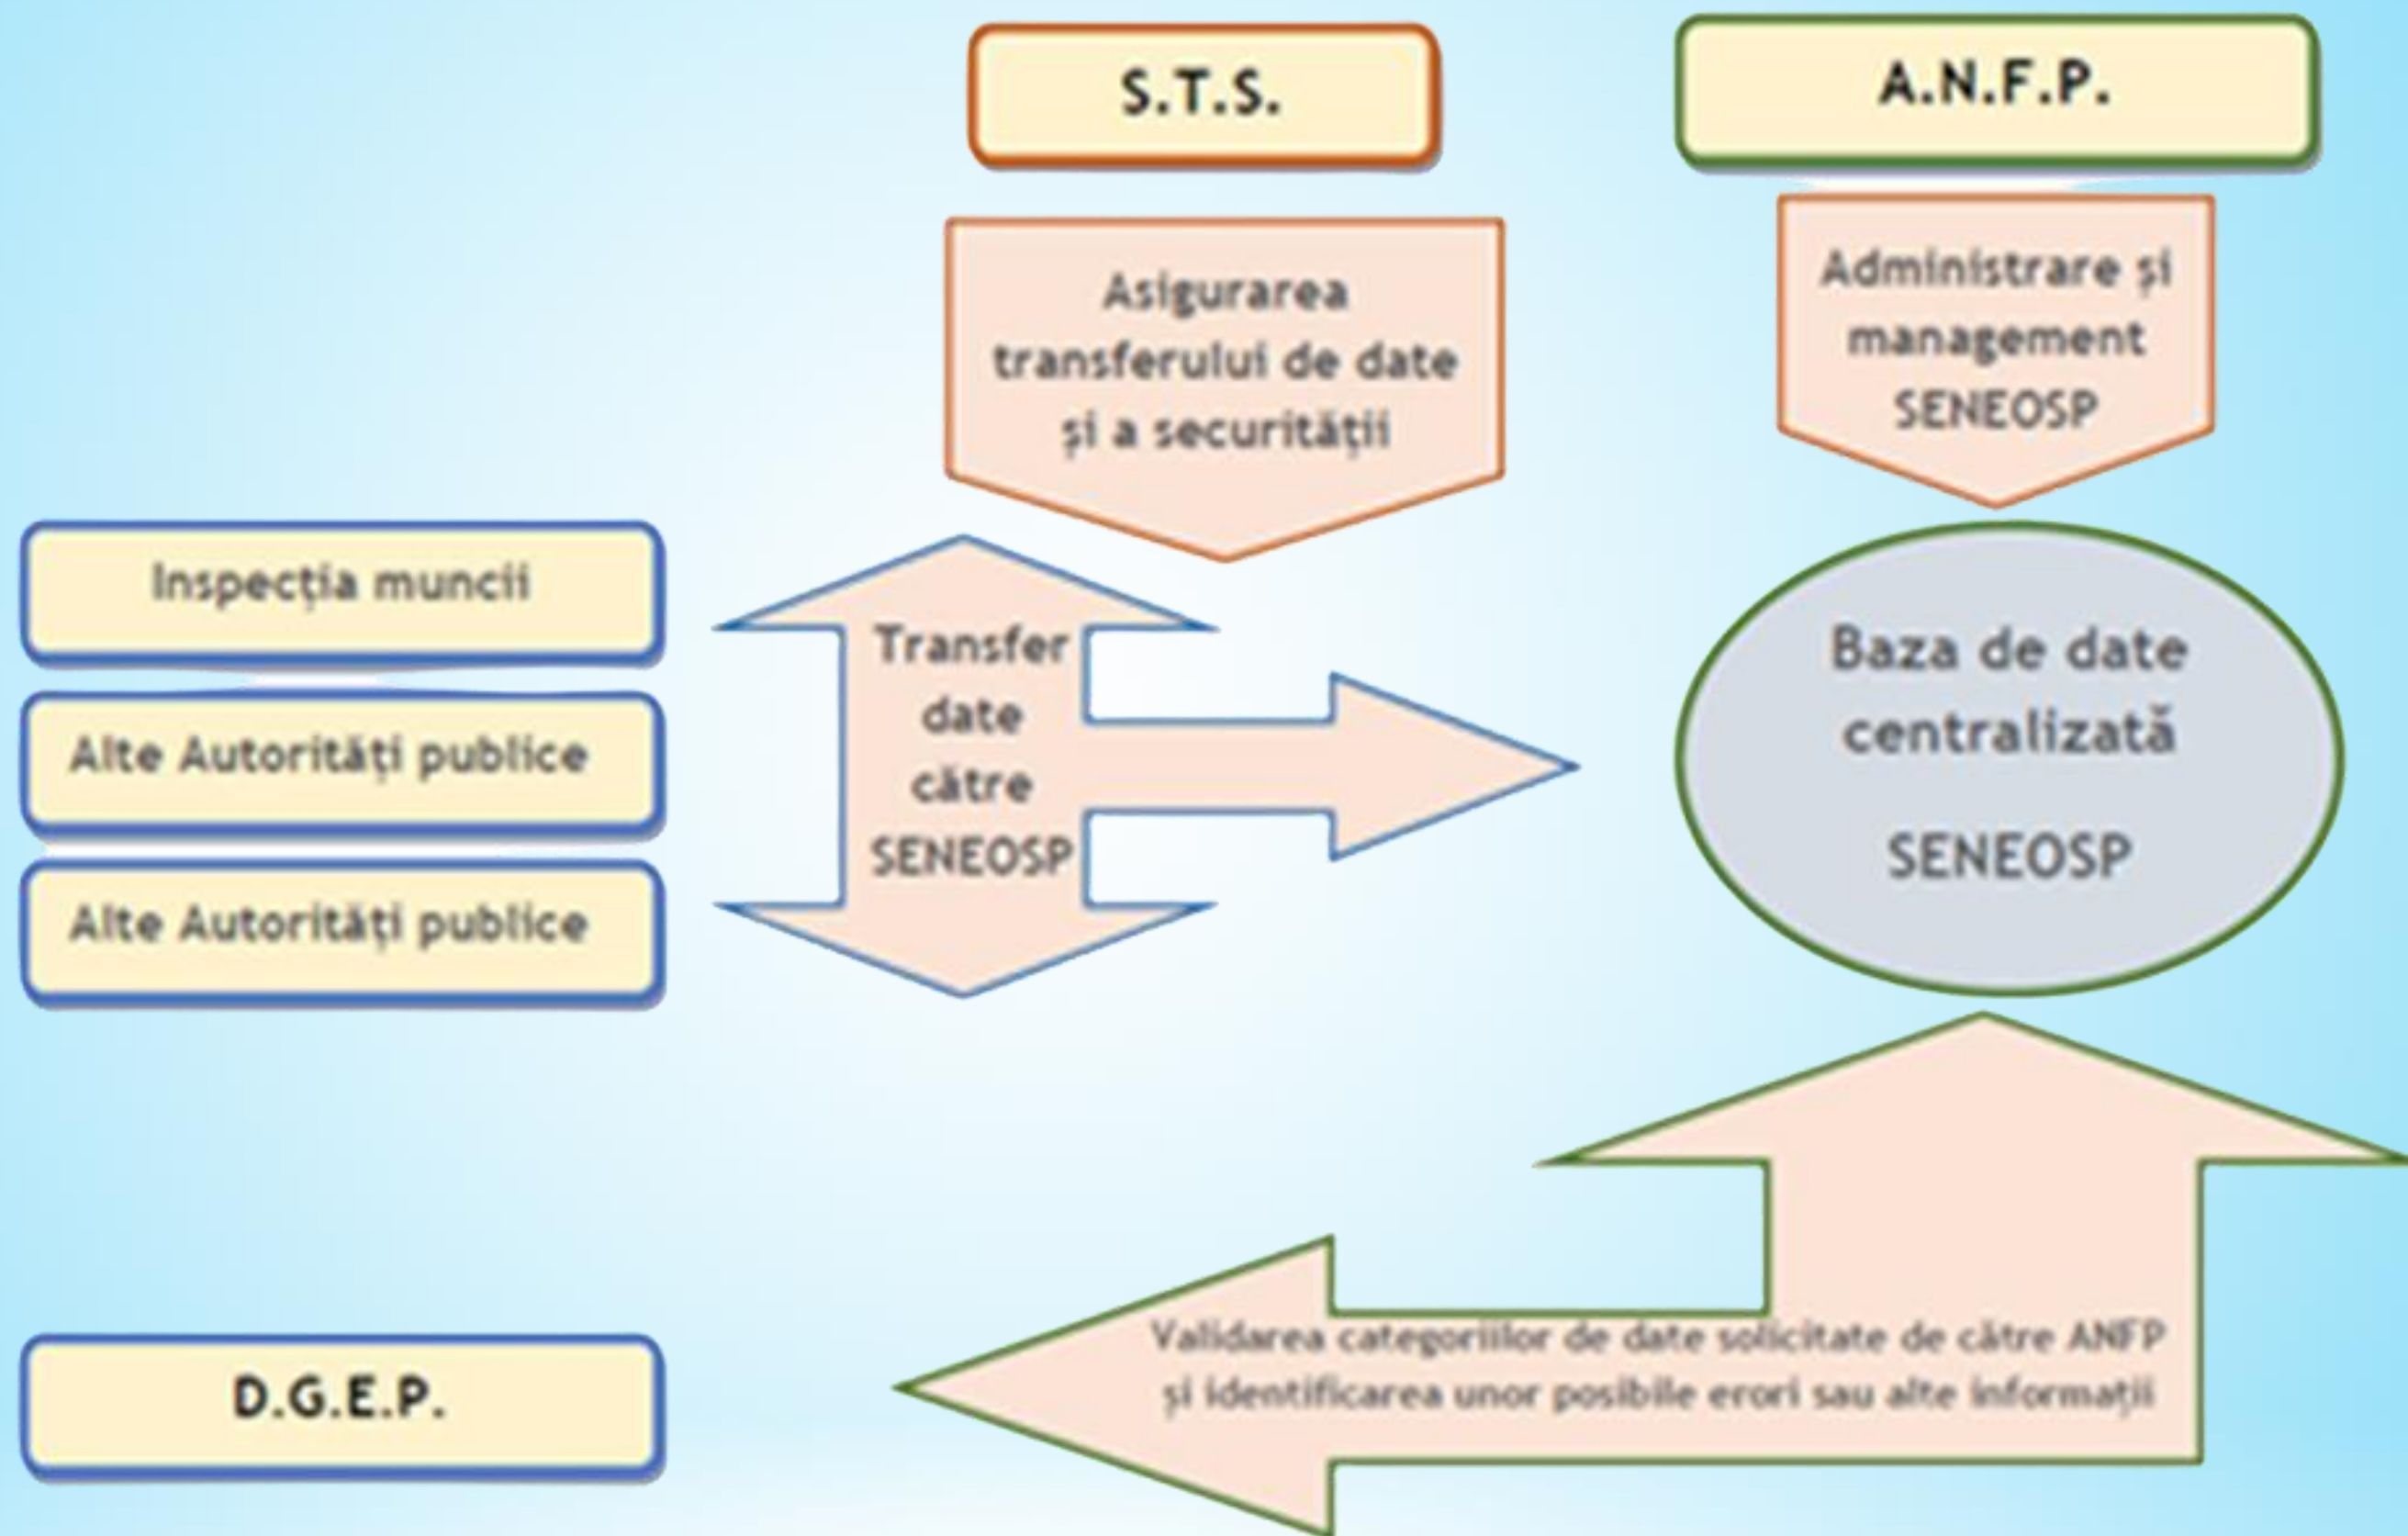 S.T.S.
A.N.F.P.
Asigurarea
transferului de date
și a securității
Administrare și
management
SENEOSP
Inspecția muncii
Alte Autorități publice
Alte Autorități publice
Transfer
date
către
SENEOSP
Baza de date
centralizată
SENEOSP
D.G.E.P.
Validarea categoriilor de date solicitate de către ANFP
și identificarea unor posibile erori sau alte informații